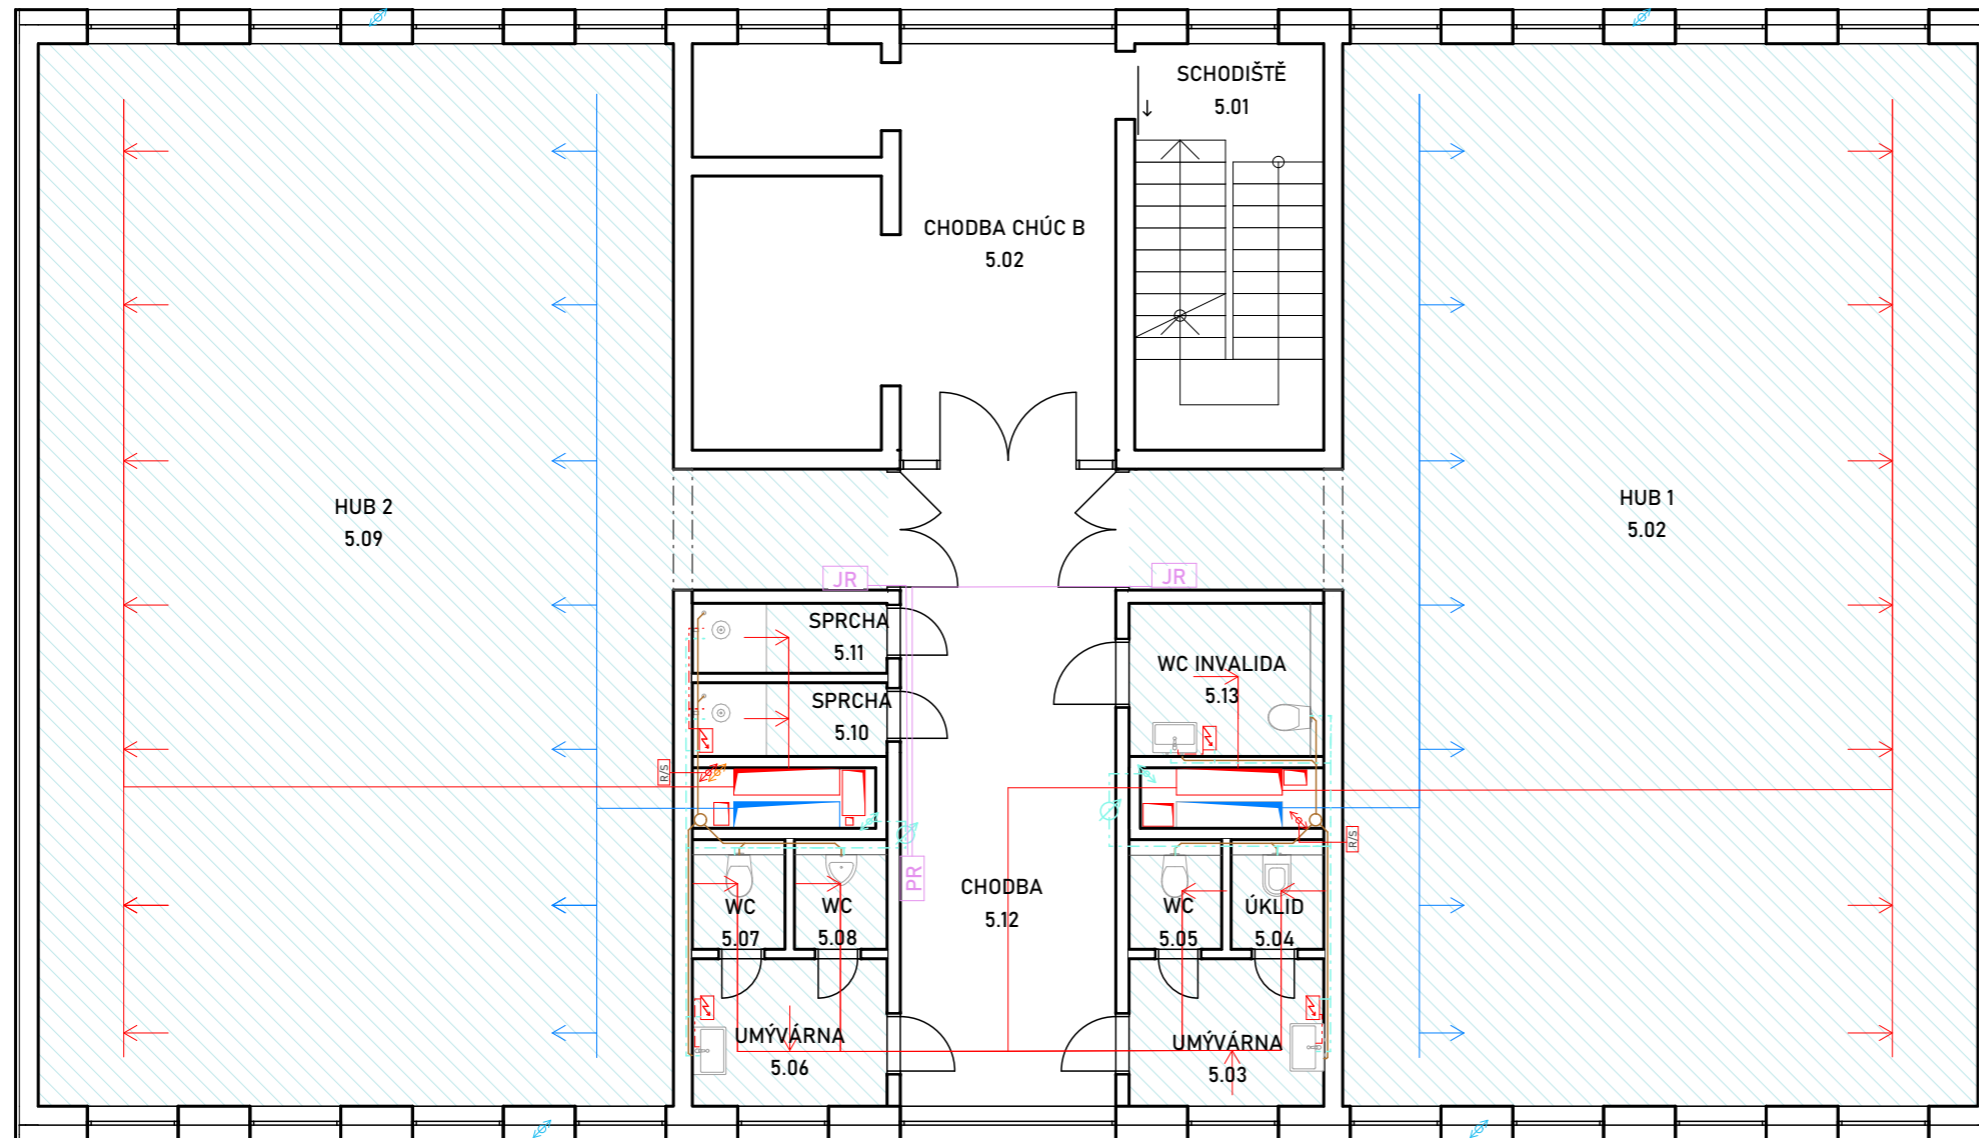 SCHODIŠTĚ
5.01
CHODBA CHÚC B
5.02
HUB 2
5.09
HUB 1
5.02
JR
JR
SPRCHA
5.11
WC INVALIDA
5.13
SPRCHA
5.10
R/S
R/S
PR
CHODBA
5.12
WC
5.07
WC
5.08
WC
5.05
ÚKLID
5.04
UMÝVÁRNA
5.06
UMÝVÁRNA
5.03